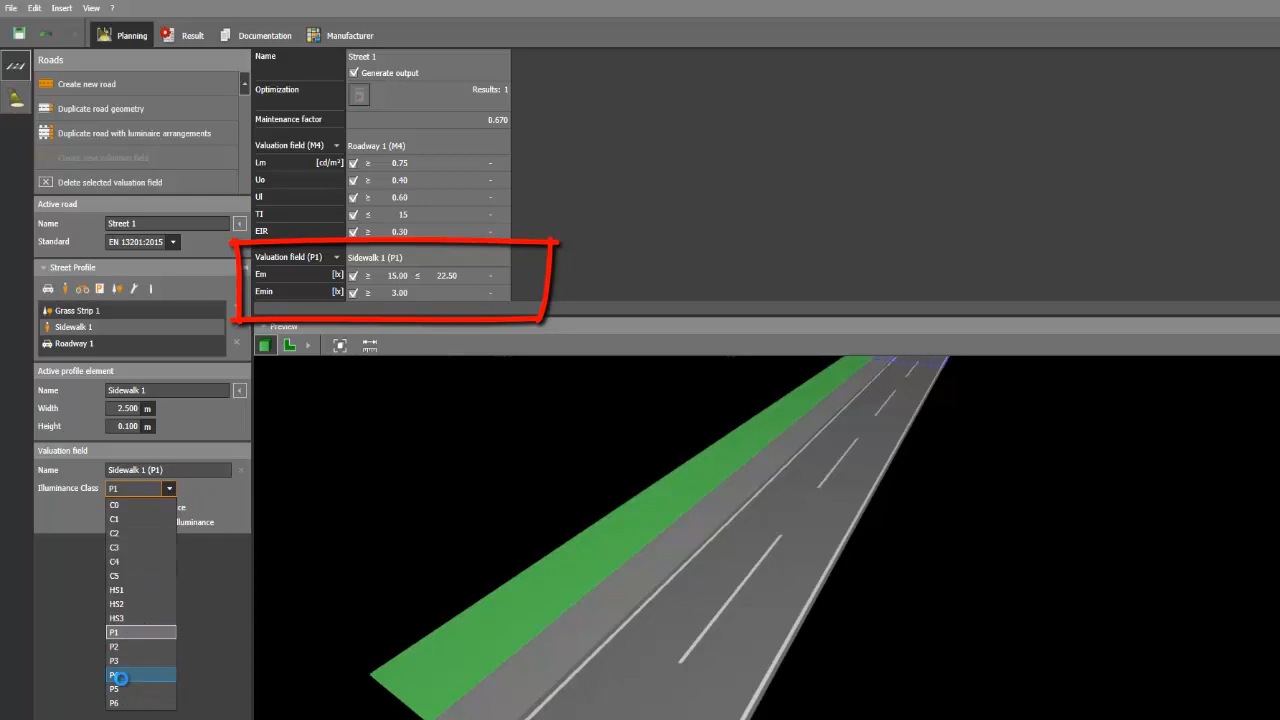 File Edit Insert View ?
Planning Result Documentation Manufacturer
Roads
Create new road
Duplicate road geometry
Duplicate road with luminaire arrangements
Create new valuation field
Delete selected valuation field
Active road
Name Street 1
Standard EN 13201:2015
Street Profile
Grass Strip 1
Sidewalk 1
Roadway 1
Active profile element
Name Sidewalk 1
Width 2.500 m
Height 0.100 m
Valuation field
Name Sidewalk 1 (P1)
Illuminance Class P1
C0
C1
C2
C3
C4
C5
HS1
HS2
HS3
P1
P2
P3
P5
P6
Name Street 1
Generate output
Optimization Results: 1
Maintenance factor 0.670
Valuation field (M4) Roadway 1 (M4)
Lm [cd/m²] ≥ 0.75 -
Uo ≥ 0.40 -
Ul ≥ 0.60 -
TI ≤ 15 -
EIR ≥ 0.30 -
Valuation field (P1) Sidewalk 1 (P1)
Em [lx] ≥ 15.00 ≤ 22.50 -
Emin [lx] ≥ 3.00 -
Preview